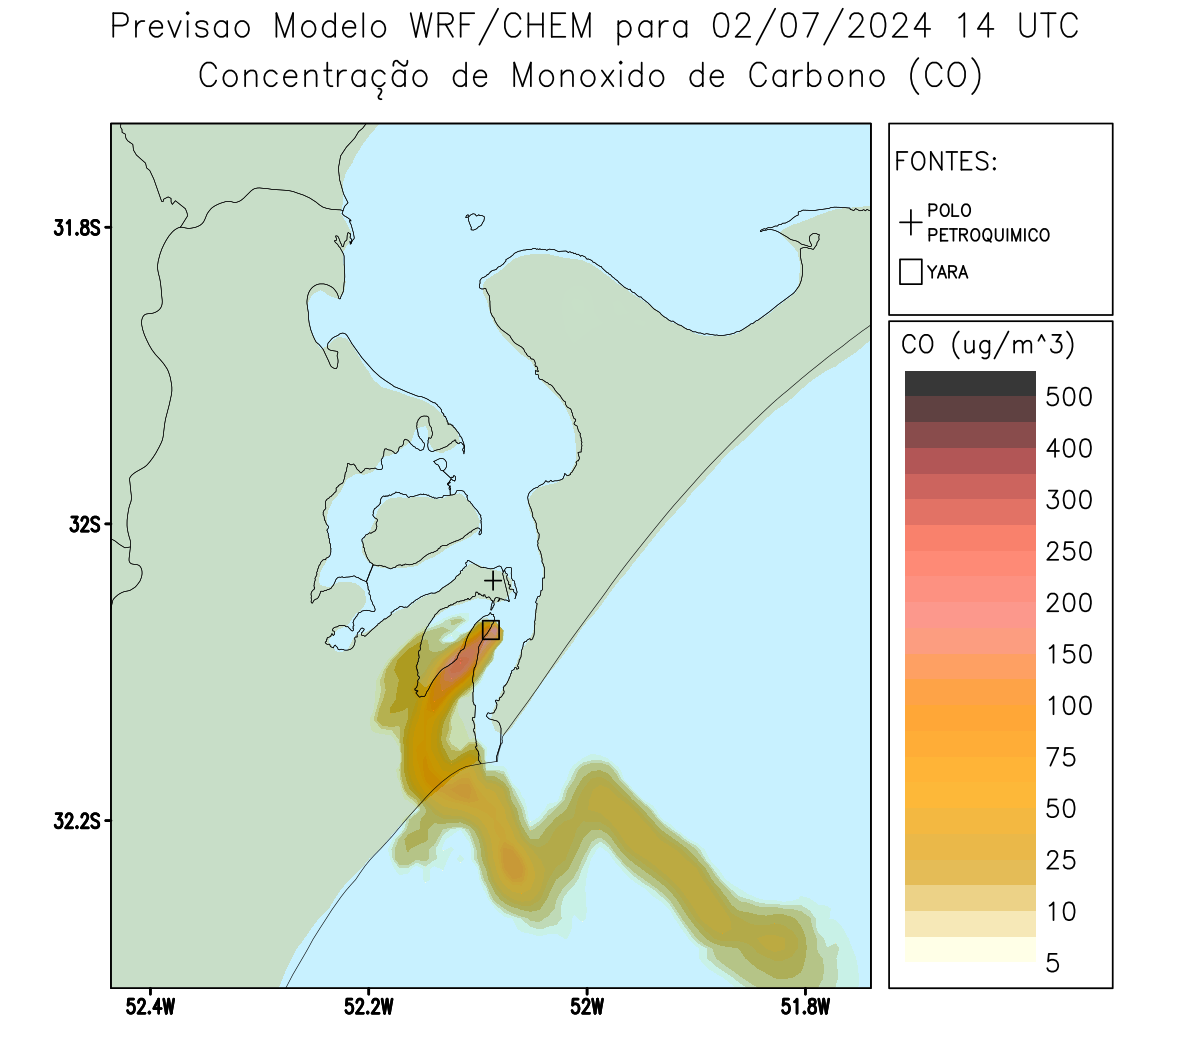 Previsao Modelo WRF/CHEM para 02/07/2024 14 UTC
Concentração de Monoxido de Carbono (CO)
31.8S
32S
32.2S
52.4W
52.2W
52W
51.8W
FONTES:
POLO
PETROQUIMICO
YARA
CO (ug/m^3)
500
400
300
250
200
150
100
75
50
25
10
5